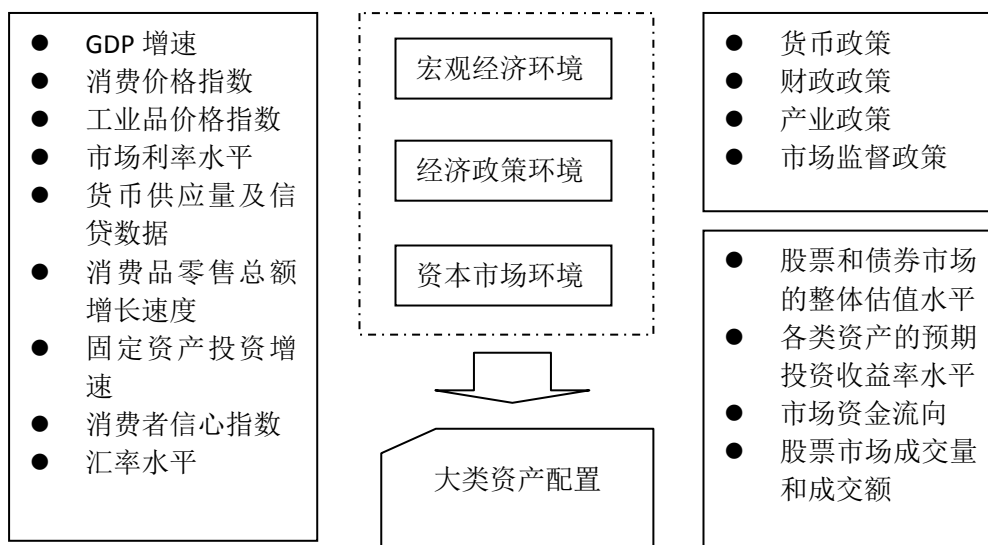 GDP 增速
消费价格指数
工业品价格指数
市场利率水平
货币供应量及信
贷数据
消费品零售总额
增长速度
固定资产投资增
速
消费者信心指数
汇率水平
宏观经济环境
经济政策环境
资本市场环境
大类资产配置
货币政策
财政政策
产业政策
市场监督政策
股票和债券市场
的整体估值水平
各类资产的预期
投资收益率水平
市场资金流向
股票市场成交量
和成交额